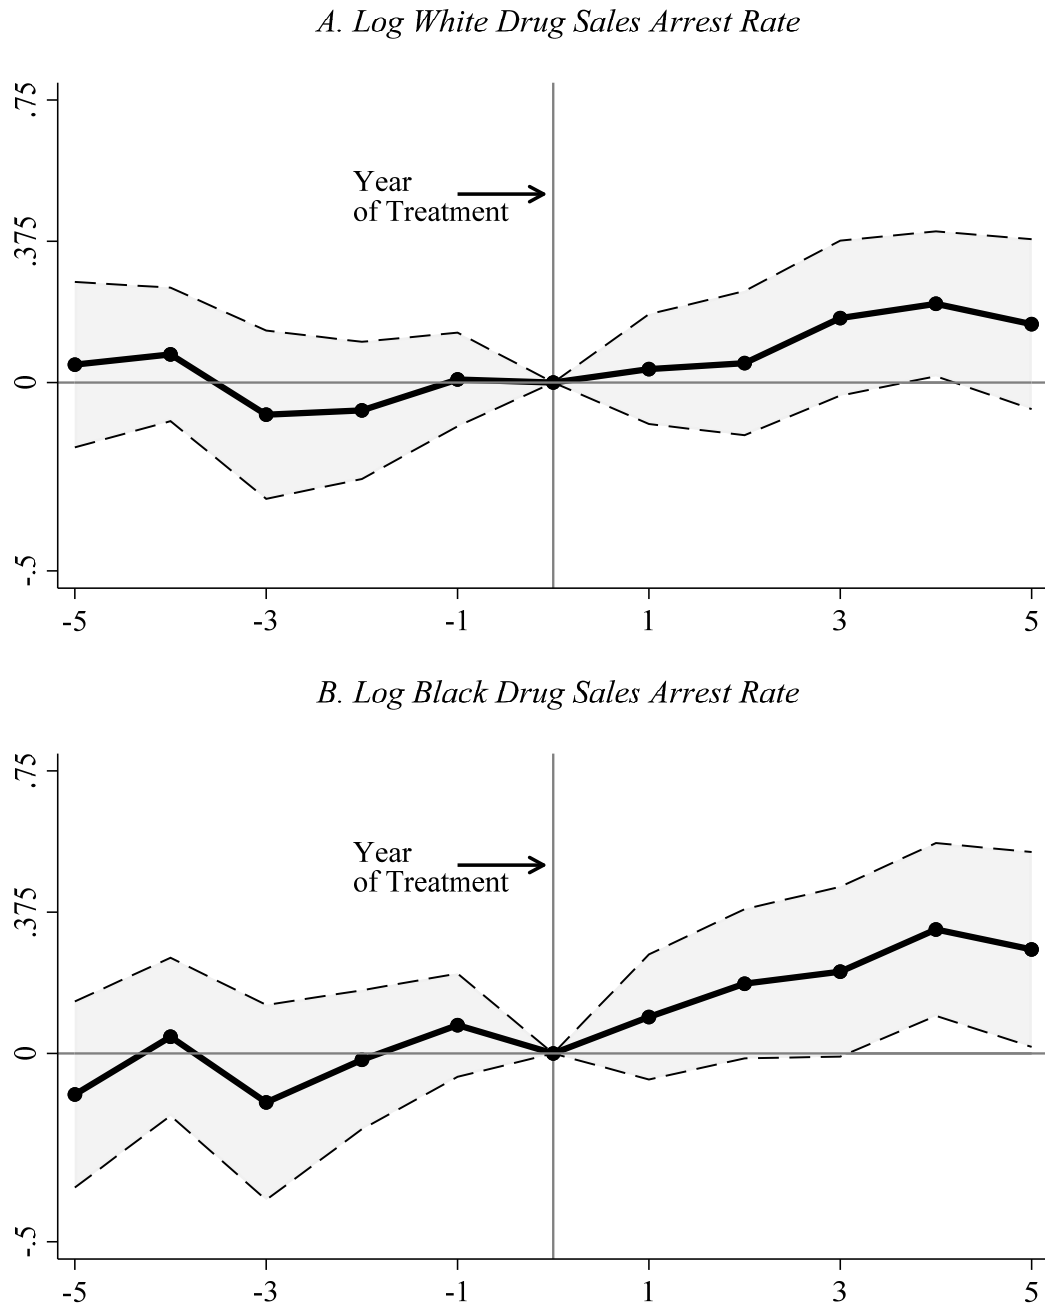 A. Log White Drug Sales Arrest Rate
.75
Year
of Treatment
.375
0
-.5
-5 -3 -1 1 3 5
B. Log Black Drug Sales Arrest Rate
.75
Year
of Treatment
.375
0
-.5
-5 -3 -1 1 3 5